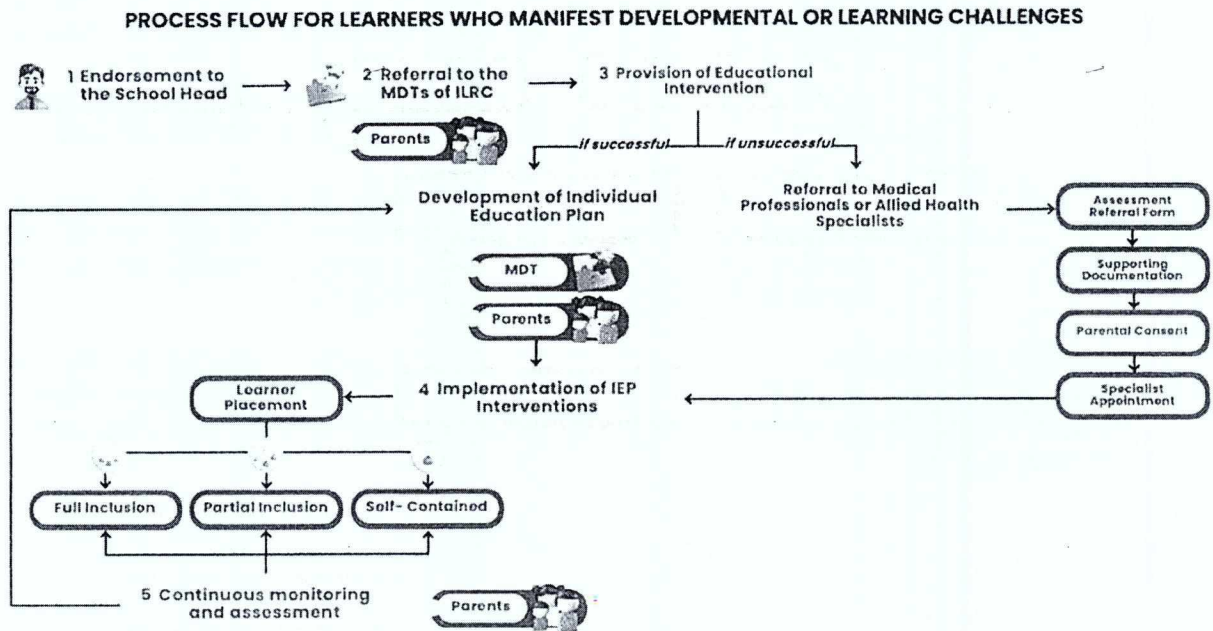 PROCESS FLOW FOR LEARNERS WHO MANIFEST DEVELOPMENTAL OR LEARNING CHALLENGES
1 Endorsement to
the School Head
2 Referral to the
MDTs of ILRC
3 Provision of Educational
Intervention
Parents
if successful
if unsuccessful
Development of Individual
Education Plan
Referral to Medical
Professionals or Allied Health
Specialists
Assessment
Referral Form
Supporting
Documentation
Parental Consent
Specialist
Appointment
MDT
Parents
4 Implementation of IEP
Interventions
Learner
Placement
Full Inclusion
Partial Inclusion
Self- Contained
5 Continuous monitoring
and assessment
Parents